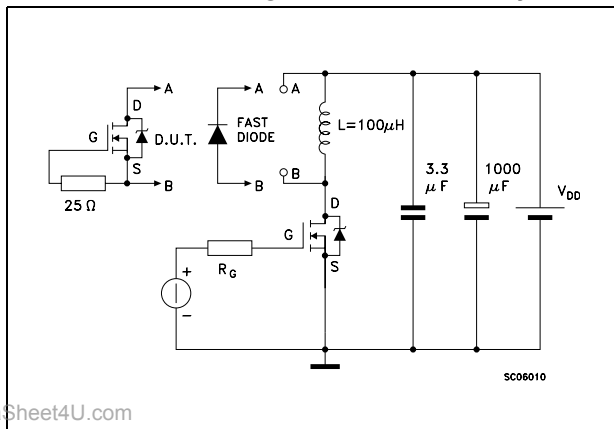 A
D
G
D.U.T.
S
B
25 Ω
A
FAST
DIODE
B
A
L=100μH
B
D
G
S
RG
+
-
3.3
μF
1000
μF
VDD
SC06010
Sheet4U.com